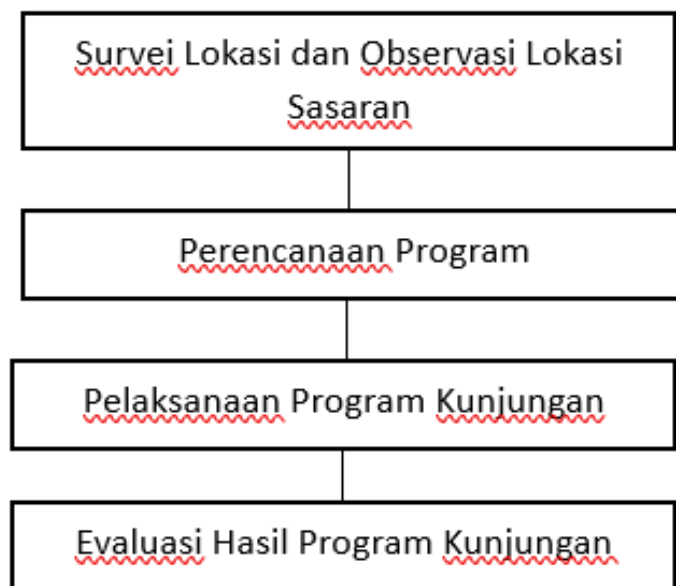 Survei Lokasi dan Observasi Lokasi
Sasaran
Perencanaan Program
Pelaksanaan Program Kunjungan
Evaluasi Hasil Program Kunjungan